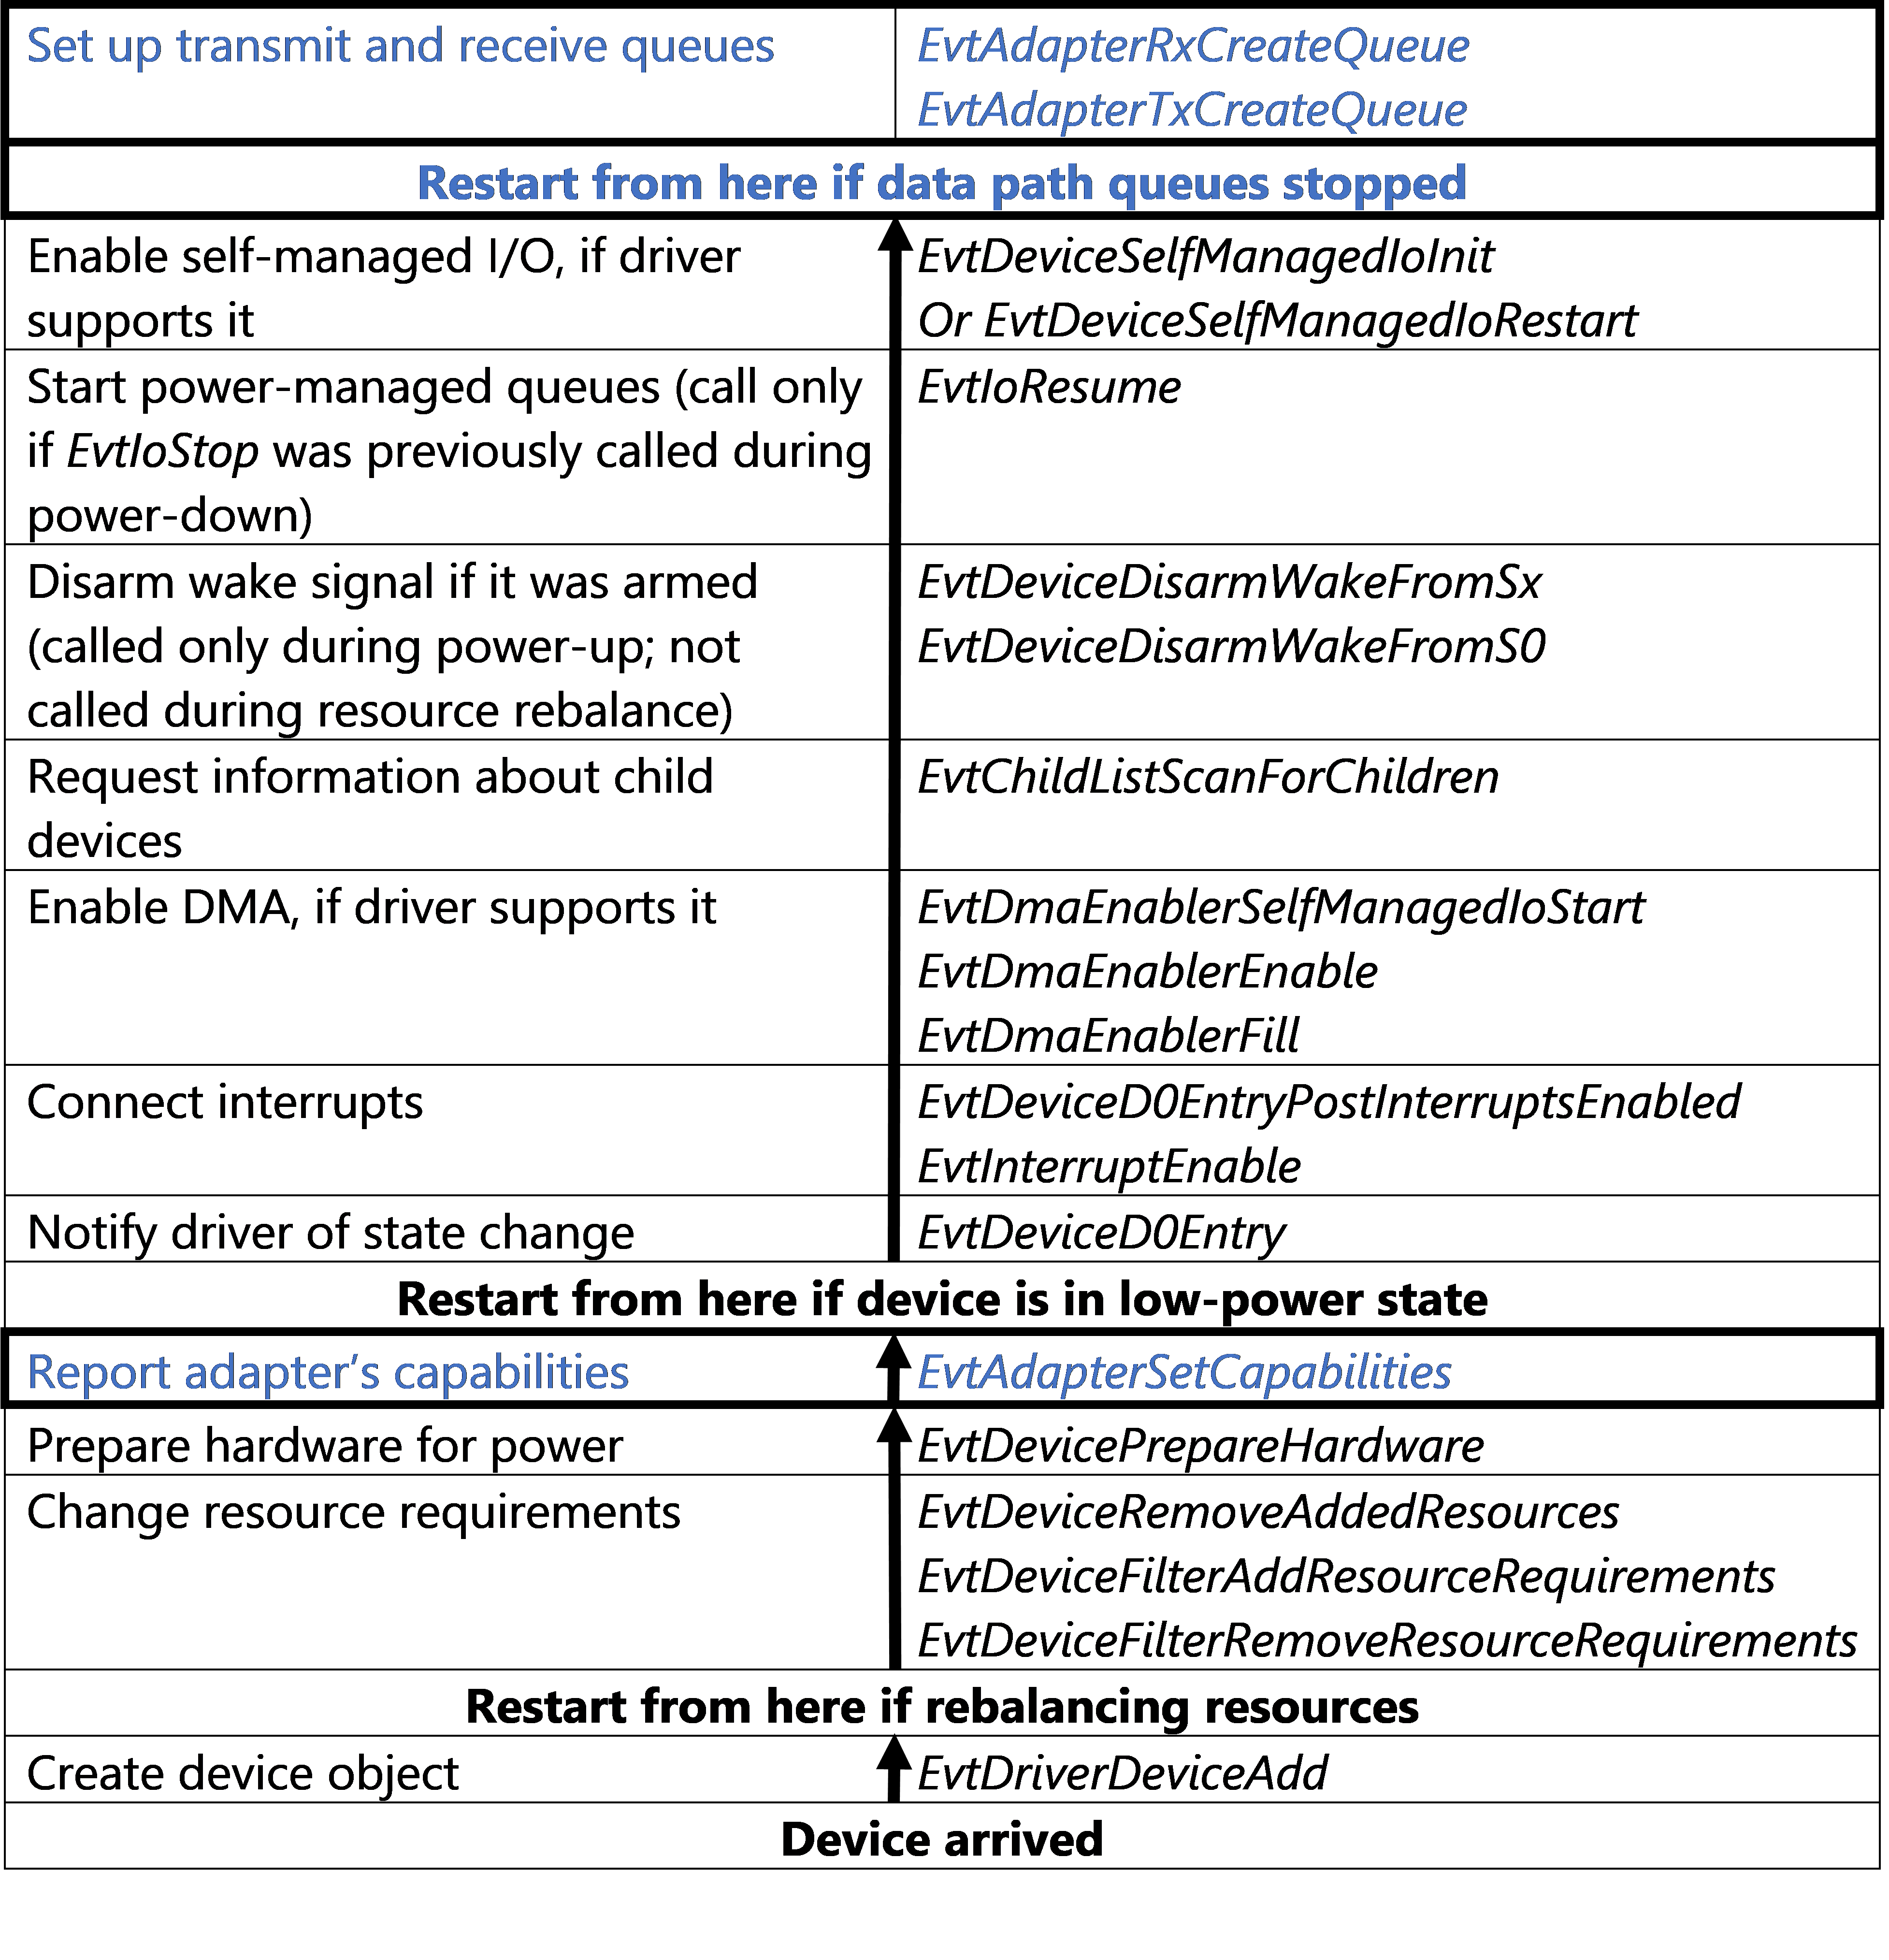 Set up transmit and receive queues
EvtAdapterRxCreateQueue
EvtAdapterTxCreateQueue
Restart from here if data path queues stopped
Enable self-managed I/O, if driver
supports it
EvtDeviceSelfManagedIoInit
Or EvtDeviceSelfManagedIoRestart
Start power-managed queues (call only
if EvtIoStop was previously called during
power-down)
EvtIoResume
Disarm wake signal if it was armed
(called only during power-up; not
called during resource rebalance)
EvtDeviceDisarmWakeFromSx
EvtDeviceDisarmWakeFromS0
Request information about child
devices
EvtChildListScanForChildren
Enable DMA, if driver supports it
EvtDmaEnablerSelfManagedIoStart
EvtDmaEnablerEnable
EvtDmaEnablerFill
Connect interrupts
EvtDeviceD0EntryPostInterruptsEnabled
EvtInterruptEnable
Notify driver of state change
EvtDeviceD0Entry
Restart from here if device is in low-power state
Report adapter’s capabilities
EvtAdapterSetCapabilities
Prepare hardware for power
EvtDevicePrepareHardware
Change resource requirements
EvtDeviceRemoveAddedResources
EvtDeviceFilterAddResourceRequirements
EvtDeviceFilterRemoveResourceRequirements
Restart from here if rebalancing resources
Create device object
EvtDriverDeviceAdd
Device arrived